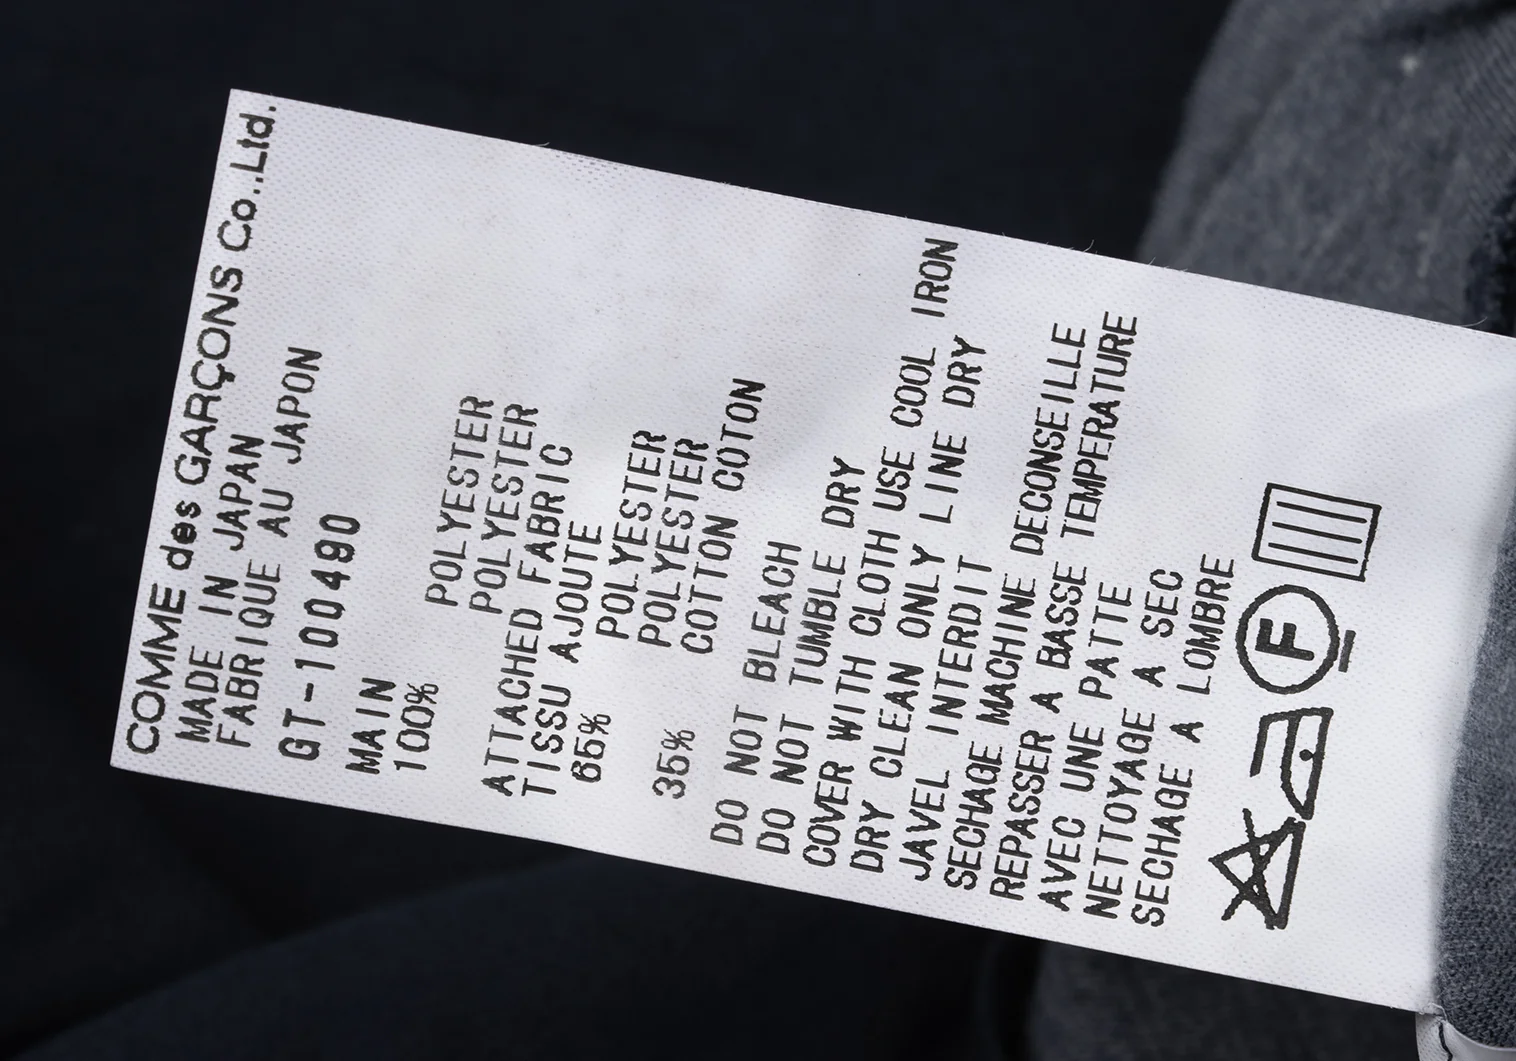 COMME des GARÇONS Co.,Ltd.
MADE IN JAPAN
FABRIQUE AU JAPON
GT-100490
MAIN
100% POLYESTER
POLYESTER
ATTACHED FABRIC
TISSU AJOUTE
65% POLYESTER
POLYESTER
35% COTTON COTON
DO NOT BLEACH
DO NOT TUMBLE DRY
COVER WITH CLOTH USE COOL IRON
DRY CLEAN ONLY LINE DRY
JAVEL INTERDIT
SECHAGE MACHINE DECONSEILLE
REPASSER A BASSE TEMPERATURE
AVEC UNE PATTE
NETTOYAGE A SEC
SECHAGE A LOMBRE
F